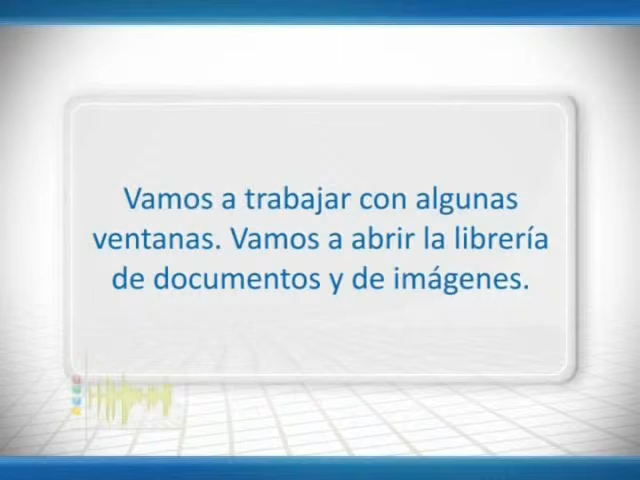 Vamos a trabajar con algunas
ventanas. Vamos a abrir la librería
de documentos y de imágenes.